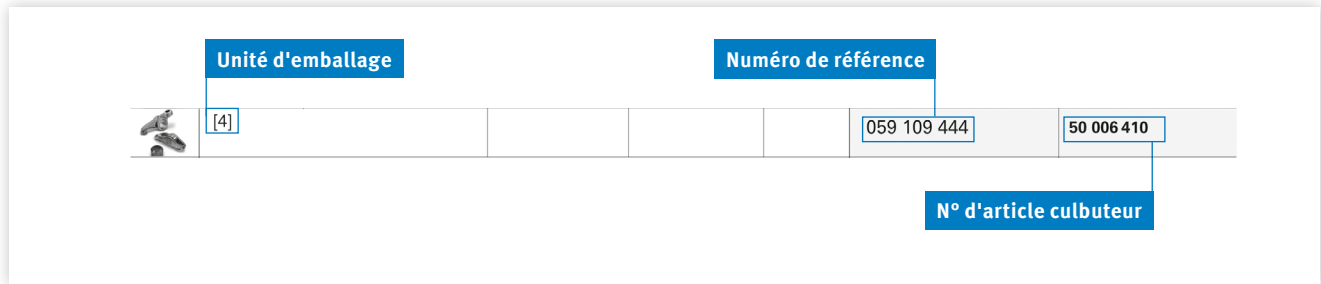 Unité d'emballage
Numéro de référence
[4]
059 109 444
50 006 410
N° d'article culbuteur